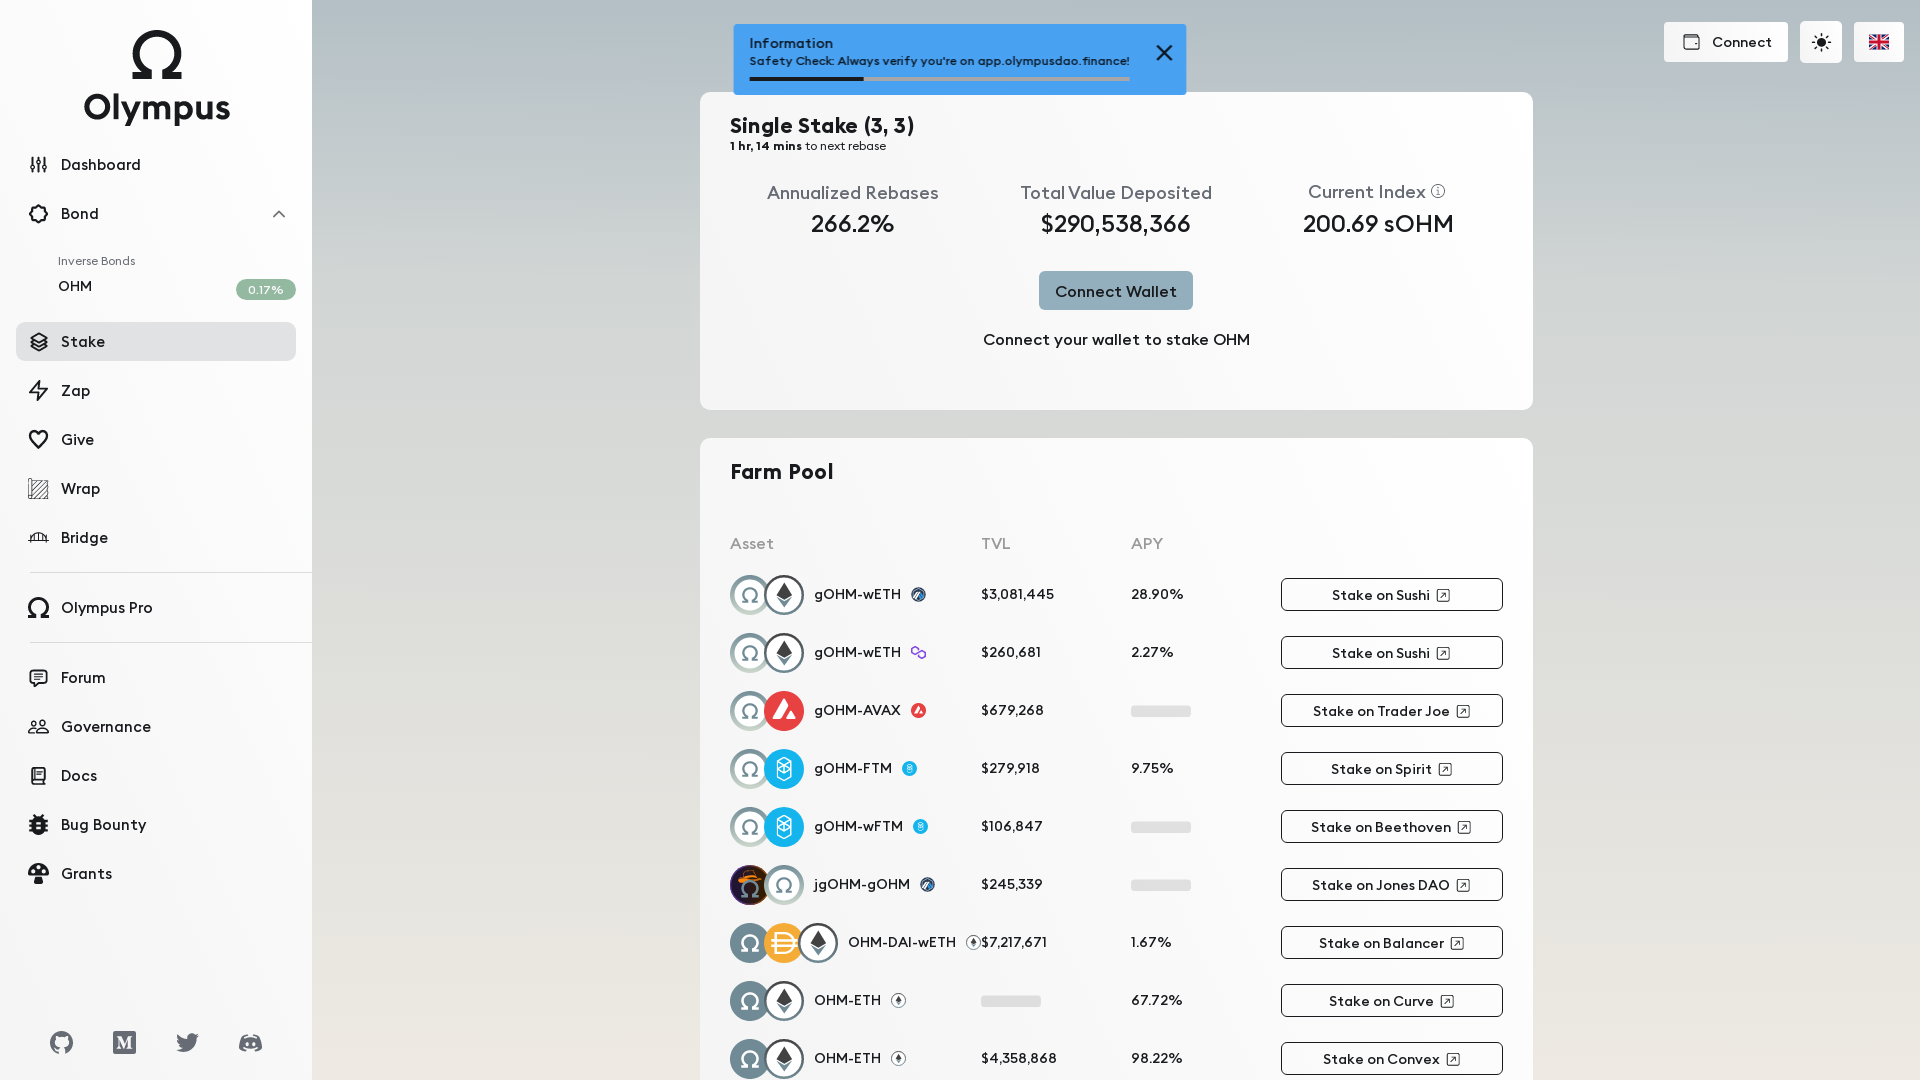 Olympus
Dashboard
Bond
Inverse Bonds
OHM 0.17%
Stake
Zap
Give
Wrap
Bridge
Olympus Pro
Forum
Governance
Docs
Bug Bounty
Grants
Information
Safety Check: Always verify you're on app.olympusdao.finance!
Connect
Single Stake (3, 3)
1 hr, 14 mins to next rebase
Annualized Rebases
266.2%
Total Value Deposited
$290,538,366
Current Index
200.69 sOHM
Connect Wallet
Connect your wallet to stake OHM
Farm Pool
Asset TVL APY
gOHM-wETH $3,081,445 28.90% Stake on Sushi
gOHM-wETH $260,681 2.27% Stake on Sushi
gOHM-AVAX $679,268 Stake on Trader Joe
gOHM-FTM $279,918 9.75% Stake on Spirit
gOHM-wFTM $106,847 Stake on Beethoven
jgOHM-gOHM $245,339 Stake on Jones DAO
OHM-DAI-wETH $7,217,671 1.67% Stake on Balancer
OHM-ETH 67.72% Stake on Curve
OHM-ETH $4,358,868 98.22% Stake on Convex